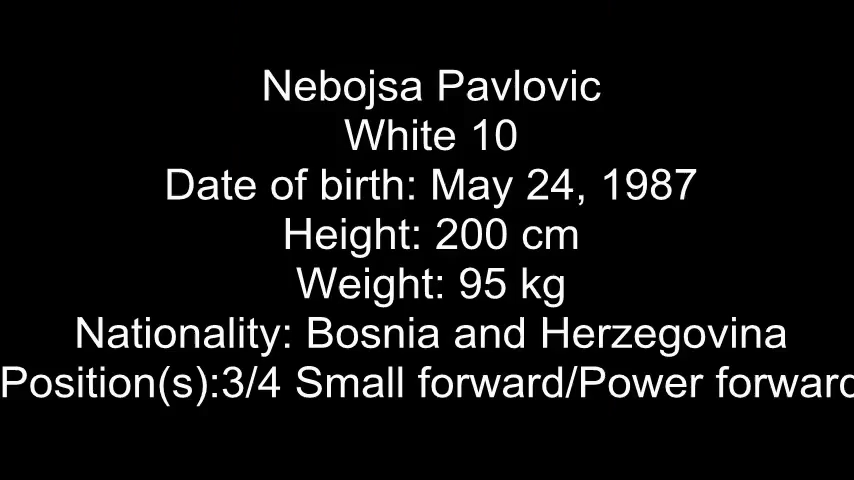 Nebojsa Pavlovic
White 10
Date of birth: May 24, 1987
Height: 200 cm
Weight: 95 kg
Nationality: Bosnia and Herzegovina
Position(s):3/4 Small forward/Power forward